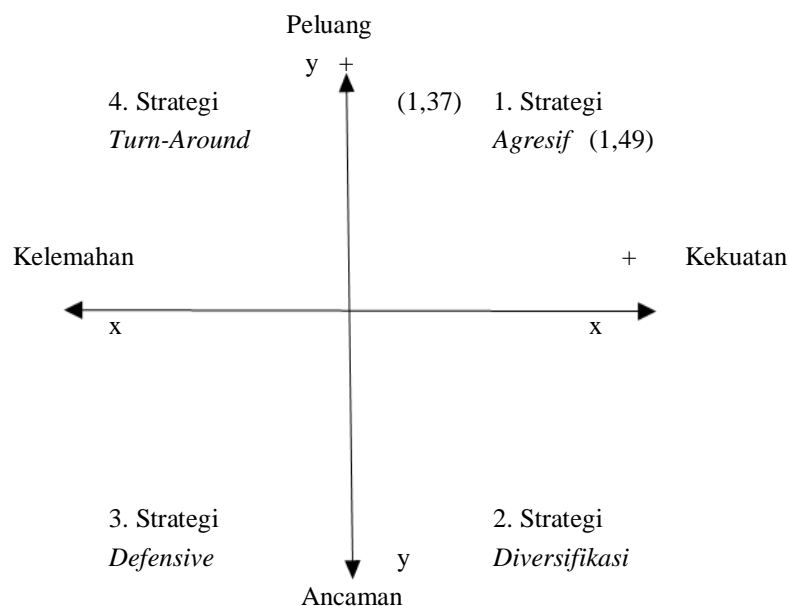 Peluang
y +
4. Strategi (1,37) 1. Strategi
Turn-Around Agresif (1,49)
Kelemahan + Kekuatan
x x
3. Strategi 2. Strategi
Defensive y Diversifikasi
Ancaman